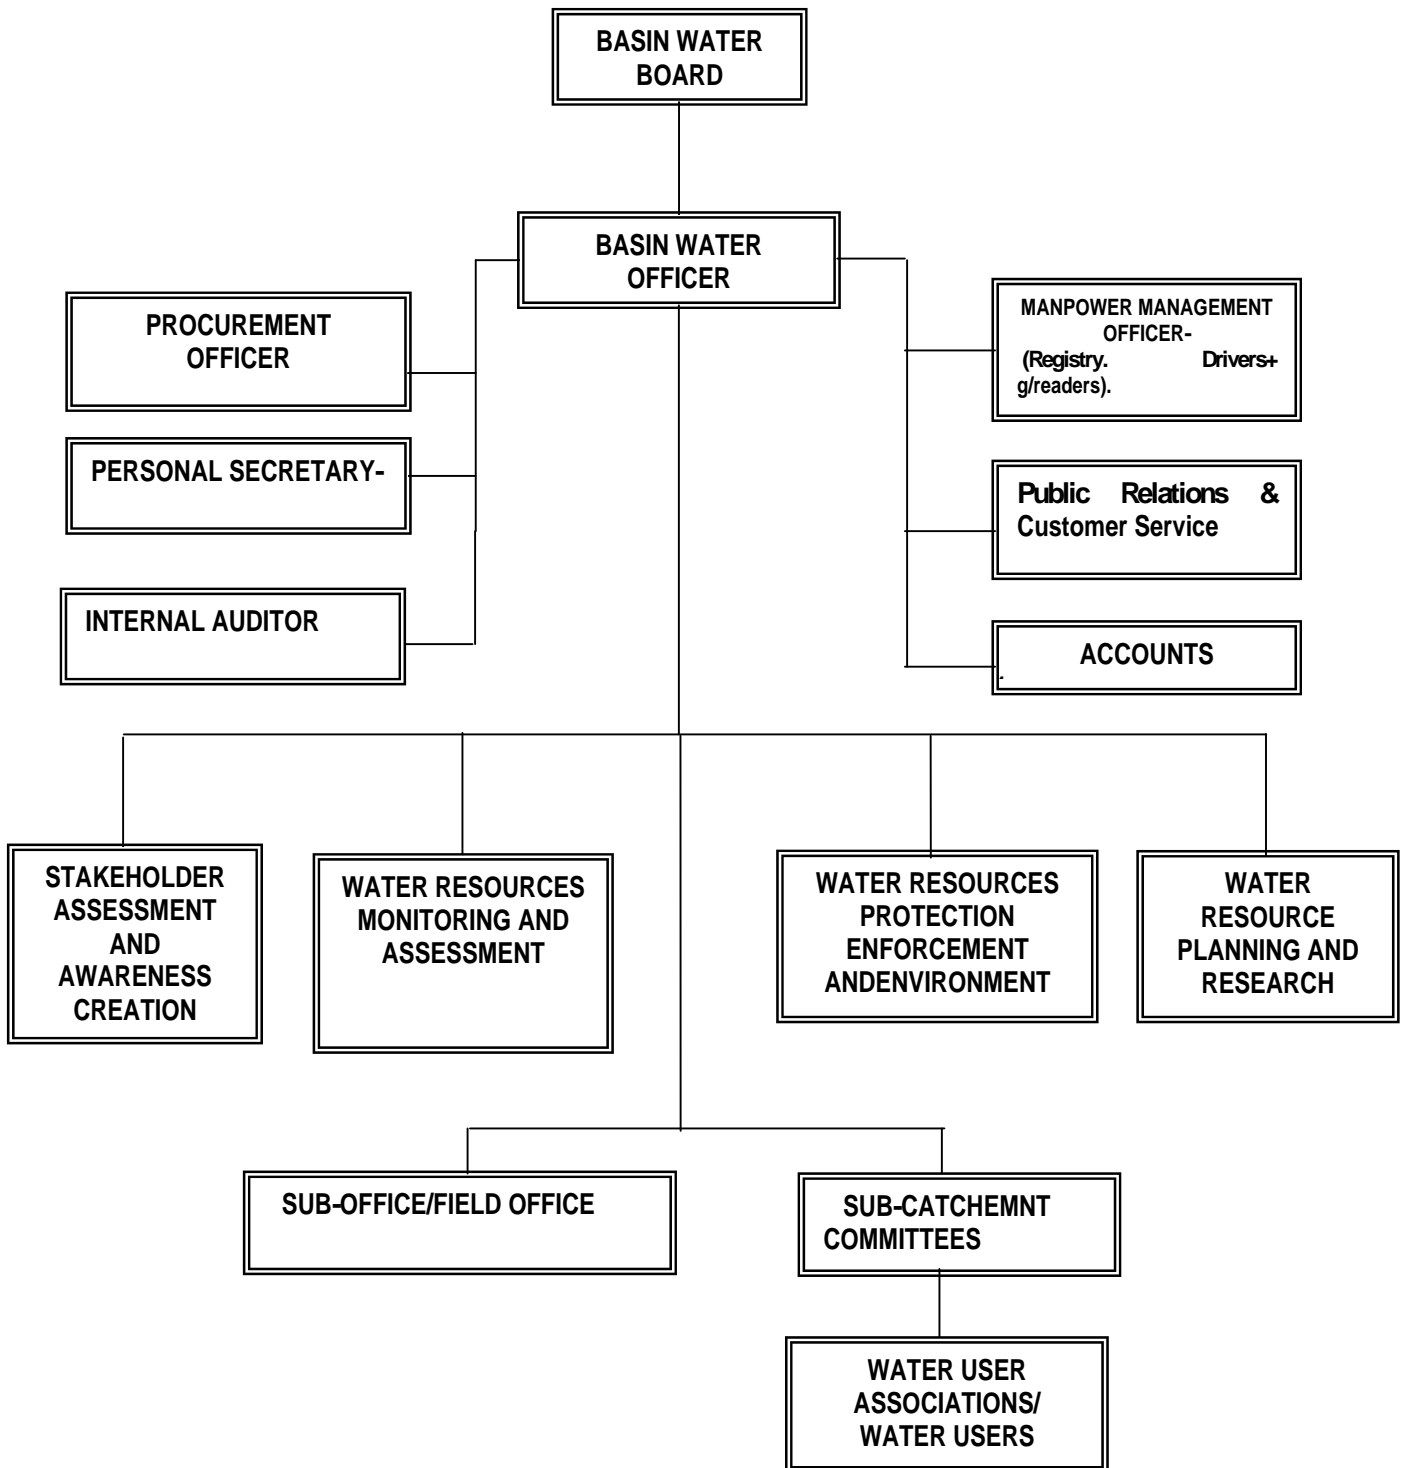 BASIN WATER
BOARD
BASIN WATER
OFFICER
PROCUREMENT
OFFICER
PERSONAL SECRETARY-
INTERNAL AUDITOR
MANPOWER MANAGEMENT
OFFICER-
(Registry. Drivers+
g/readers).
Public Relations &
Customer Service
ACCOUNTS
.
STAKEHOLDER
ASSESSMENT
AND
AWARENESS
CREATION
WATER RESOURCES
MONITORING AND
ASSESSMENT
WATER RESOURCES
PROTECTION
ENFORCEMENT
ANDENVIRONMENT
WATER
RESOURCE
PLANNING AND
RESEARCH
SUB-OFFICE/FIELD OFFICE
SUB-CATCHEMNT
COMMITTEES
WATER USER
ASSOCIATIONS/
WATER USERS